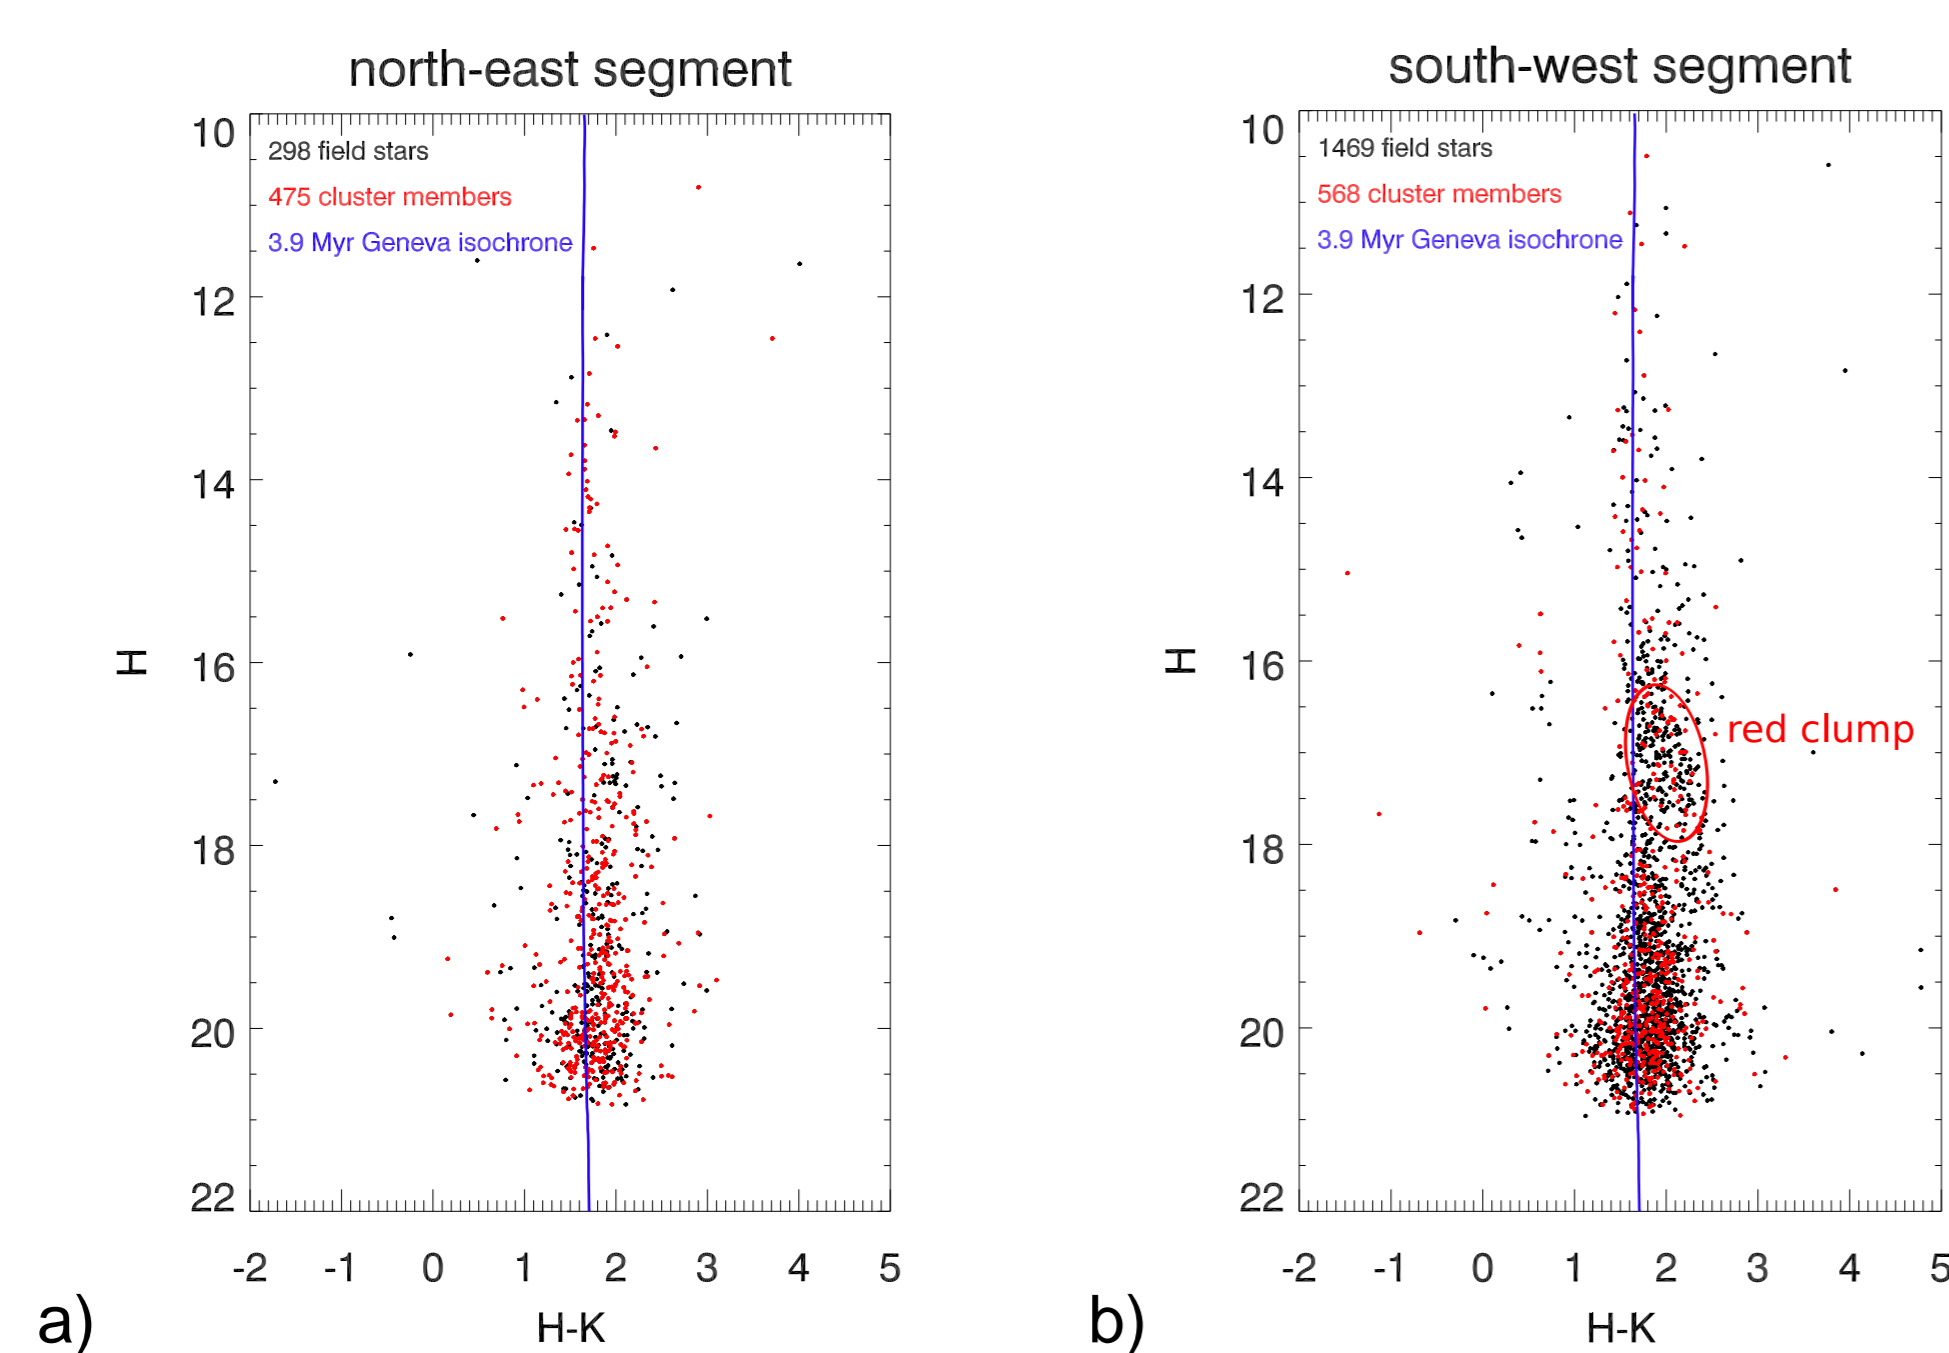 north-east segment
298 field stars
475 cluster members
3.9 Myr Geneva isochrone
10
12
14
16
18
20
22
H
-2 -1 0 1 2 3 4 5
H-K
a)
south-west segment
1469 field stars
568 cluster members
3.9 Myr Geneva isochrone
red clump
10
12
14
16
18
20
22
H
-2 -1 0 1 2 3 4 5
H-K
b)